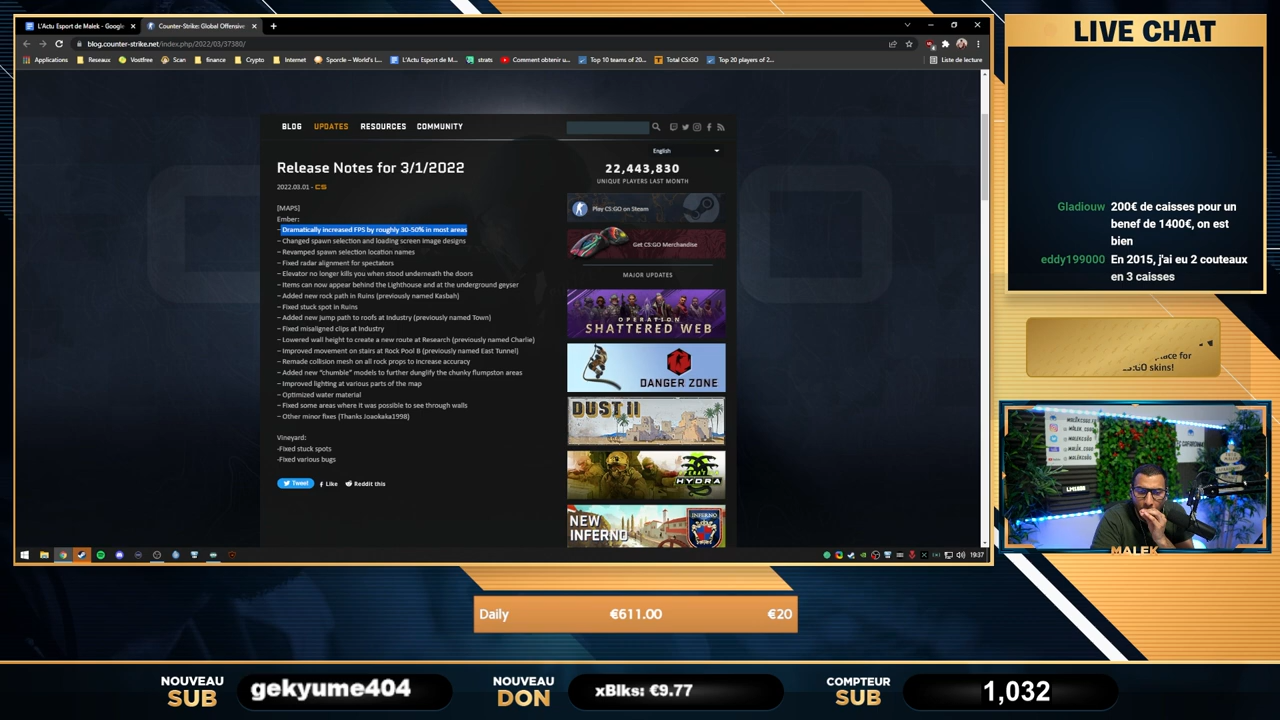 L'Actu Esport de Malek - Google
Counter-Strike: Global Offensive
blog.counter-strike.net/index.php/2022/03/37380/
Applications
Reseaux
Vostfree
Scan
finance
Crypto
Internet
Sporcle – World's L...
L'Actu Esport de M...
strats
Comment obtenir u...
Top 10 teams of 20...
Total CS:GO
Top 20 players of 2...
Liste de lecture
BLOG
UPDATES
RESOURCES
COMMUNITY
English
Release Notes for 3/1/2022
2022.03.01 - CS
[MAPS]
Ember:
– Dramatically increased FPS by roughly 30-50% in most areas
– Changed spawn selection and loading screen image designs
– Revamped spawn selection location names
– Fixed radar alignment for spectators
– Elevator no longer kills you when stood underneath the doors
– Items can now appear behind the Lighthouse and at the underground geyser
– Added new rock path in Ruins (previously named Kasbah)
– Fixed stuck spot in Ruins
– Added new jump path to roofs at Industry (previously named Town)
– Fixed misaligned clips at Industry
– Lowered wall height to create a new route at Research (previously named Charlie)
– Improved movement on stairs at Rock Pool B (previously named East Tunnel)
– Remade collision mesh on all rock props to increase accuracy
– Added new "chumble" models to further dunglify the chunky flumpston areas
– Improved lighting at various parts of the map
– Optimized water material
– Fixed some areas where it was possible to see through walls
– Other minor fixes (Thanks Joaokaka1998)
Vineyard:
-Fixed stuck spots
-Fixed various bugs
Tweet
Like
Reddit this
22,443,830
UNIQUE PLAYERS LAST MONTH
Play CS:GO on Steam
Get CS:GO Merchandise
MAJOR UPDATES
OPERATION
SHATTERED WEB
DANGER ZONE
DUST II
HYDRA
NEW
INFERNO
INFERNO
19:37
LIVE CHAT
Gladiouw 200€ de caisses pour un
benef de 1400€, on est
bien
eddy199000 En 2015, j'ai eu 2 couteaux
en 3 caisses
for
skins!
MALEK
Daily €611.00 €20
NOUVEAU
SUB
gekyume404
NOUVEAU
DON
xBlks: €9.77
COMPTEUR
SUB
1,032